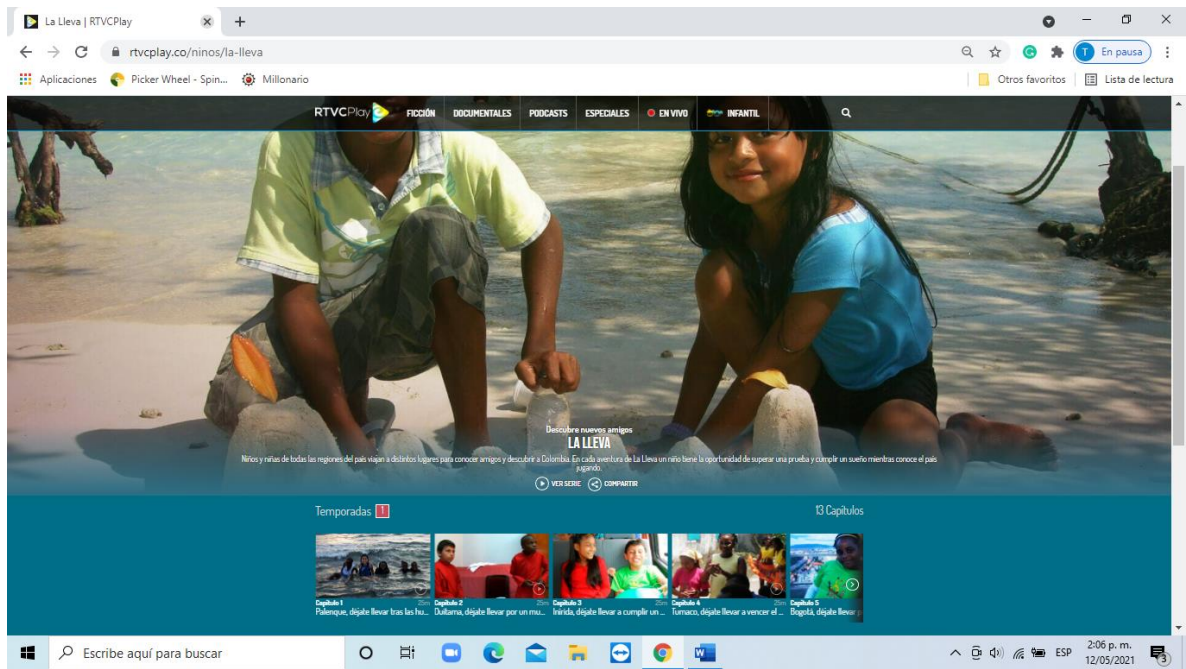 La Lleva | RTVCPlay
rtvcplay.co/ninos/la-lleva
En pausa
Aplicaciones
Picker Wheel - Spin...
Millonario
Otros favoritos
Lista de lectura
RTVCPlay
FICCIÓN
DOCUMENTALES
PODCASTS
ESPECIALES
EN VIVO
INFANTIL
Descubre nuevos amigos
LA LLEVA
Niños y niñas de todas las regiones del país viajan a distintos lugares para conocer amigos y descubrir a Colombia. En cada aventura de La Lleva un niño tiene la oportunidad de superar una prueba y cumplir un sueño mientras conoce el país
jugando.
VER SERIE
COMPARTIR
Temporadas 1
13 Capítulos
Capítulo 1 25m
Palenque, déjate llevar tras las hu...
Capítulo 2 25m
Duitama, déjate llevar por un mu...
Capítulo 3 25m
Inírida, déjate llevar a cumplir un ...
Capítulo 4 25m
Tumaco, déjate llevar a vencer el ...
Capítulo 5
Bogotá, déjate llevar
Escribe aquí para buscar
ESP
2:06 p. m.
12/05/2021
3